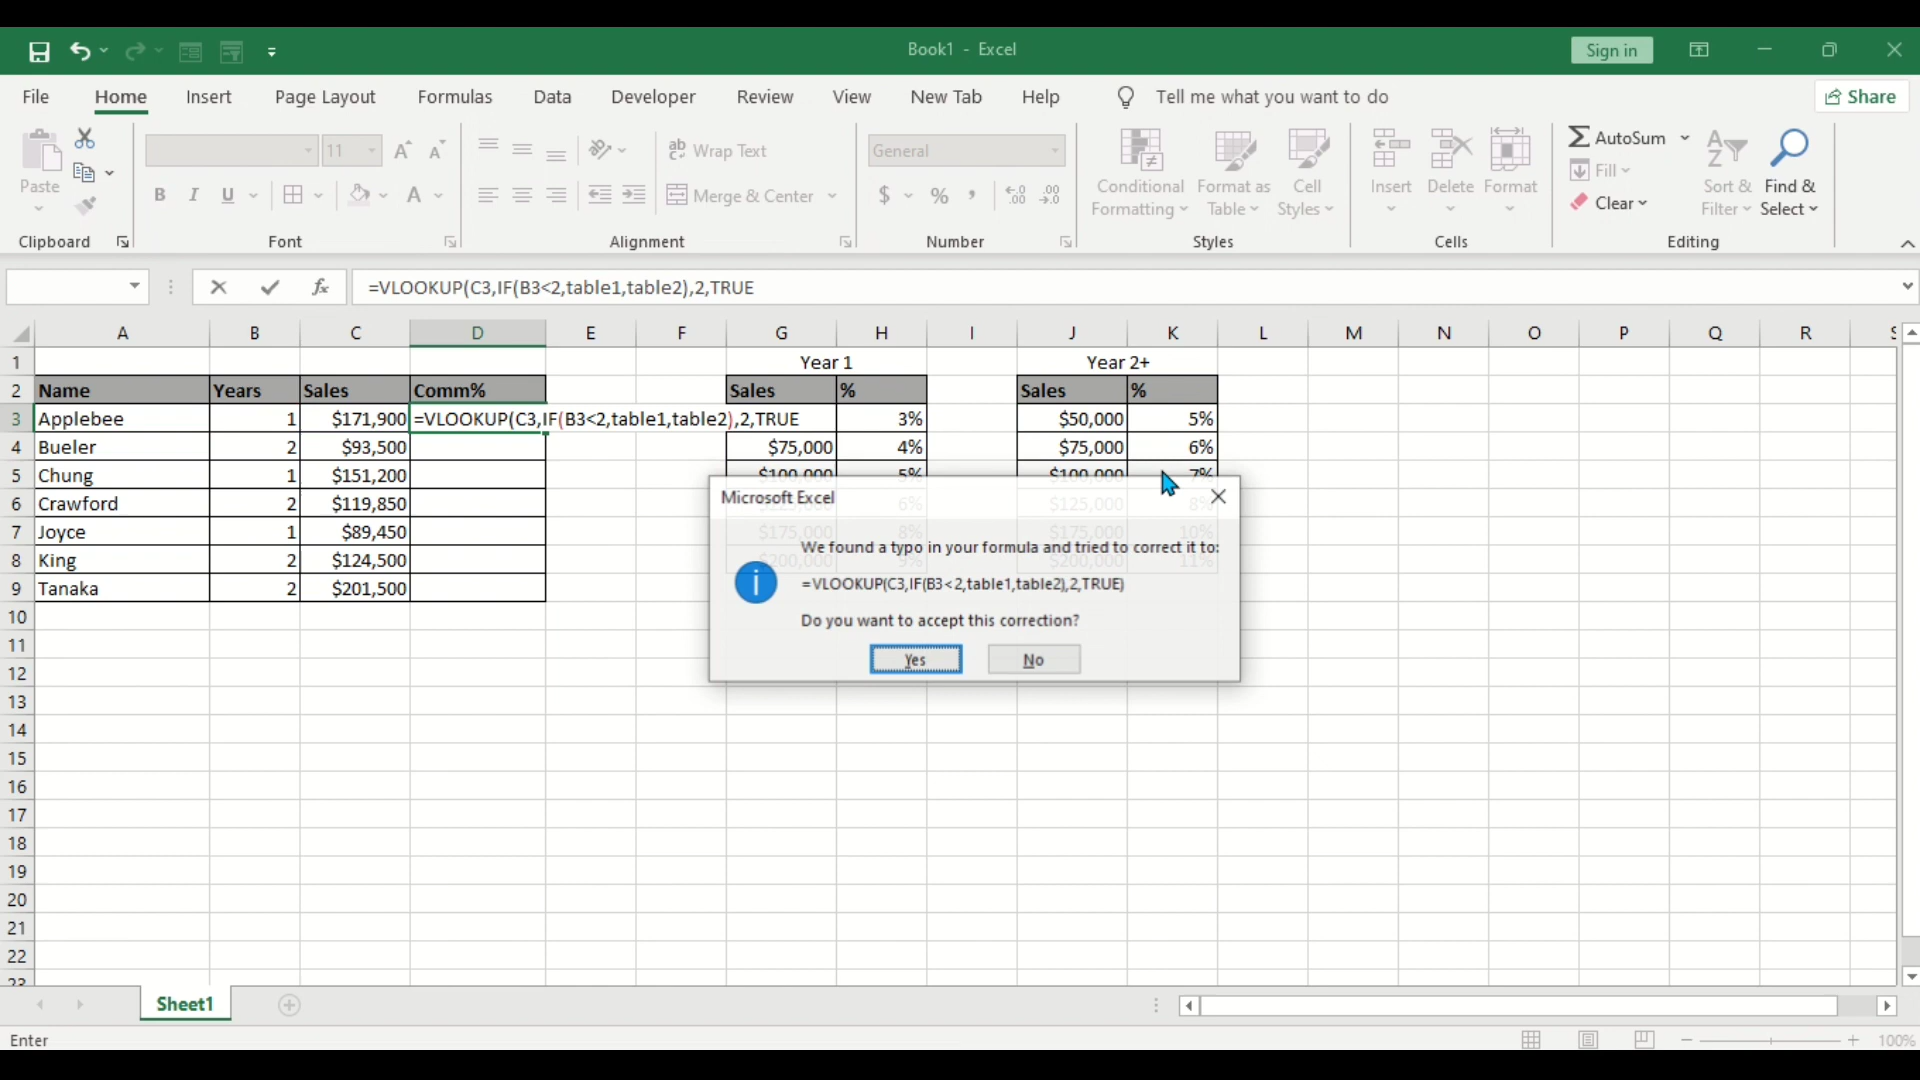 Book1 - Excel
Sign in
File Home Insert Page Layout Formulas Data Developer Review View New Tab Help Tell me what you want to do Share
Paste
11
Wrap Text
Merge & Center
General
Conditional Formatting
Format as Table
Cell Styles
Insert
Delete
Format
AutoSum
Fill
Clear
Sort & Filter
Find & Select
Clipboard Font Alignment Number Styles Cells Editing
=VLOOKUP(C3,IF(B3<2,table1,table2),2,TRUE
A B C D E F G H I J K L M N O P Q R S
1 Year 1 Year 2+
2 Name Years Sales Comm% Sales % Sales %
3 Applebee 1 $171,900 =VLOOKUP(C3,IF(B3<2,table1,table2),2,TRUE 3% $50,000 5%
4 Bueler 2 $93,500 $75,000 4% $75,000 6%
5 Chung 1 $151,200 $100,000 5% $100,000 7%
6 Crawford 2 $119,850 6% $125,000 8%
7 Joyce 1 $89,450 $175,000 8% $175,000 10%
8 King 2 $124,500 $200,000 9% $200,000 11%
9 Tanaka 2 $201,500
10
11
12
13
14
15
16
17
18
19
20
21
22
23
Microsoft Excel
We found a typo in your formula and tried to correct it to:
=VLOOKUP(C3,IF(B3<2,table1,table2),2,TRUE)
Do you want to accept this correction?
Yes No
Sheet1
Enter
100%